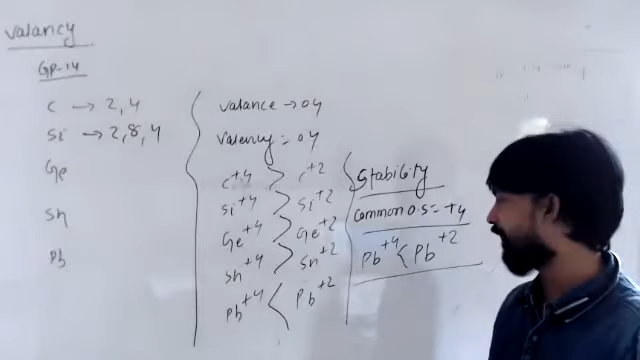 Valancy
GP-14
C → 2, 4
Si → 2, 8, 4
Ge
Sn
Pb
Valance → 04
Valency = 04
C+4 > C+2
Si+4 > Si+2
Ge+4 > Ge+2
Sn+4 > Sn+2
Pb+4 < Pb+2
Stability
Common O.S = +4
Pb+4 < Pb+2